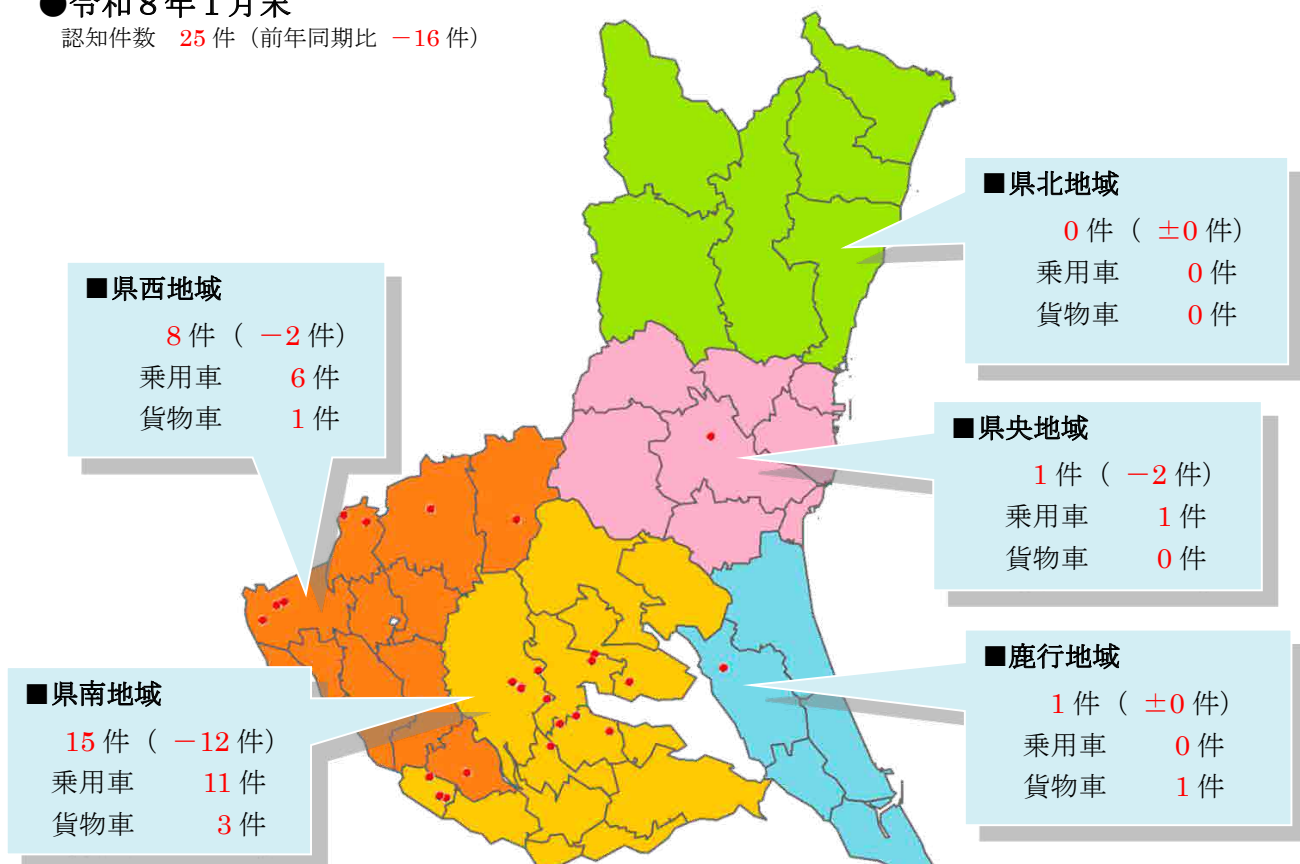 ●令和８年１月末
認知件数 25 件（前年同期比 －16 件）
■県北地域
0 件（ ±0 件）
乗用車 0 件
貨物車 0 件
■県西地域
8 件（ －2 件）
乗用車 6 件
貨物車 1 件
■県央地域
1 件（ －2 件）
乗用車 1 件
貨物車 0 件
■鹿行地域
1 件（ ±0 件）
乗用車 0 件
貨物車 1 件
■県南地域
15 件（ －12 件）
乗用車 11 件
貨物車 3 件